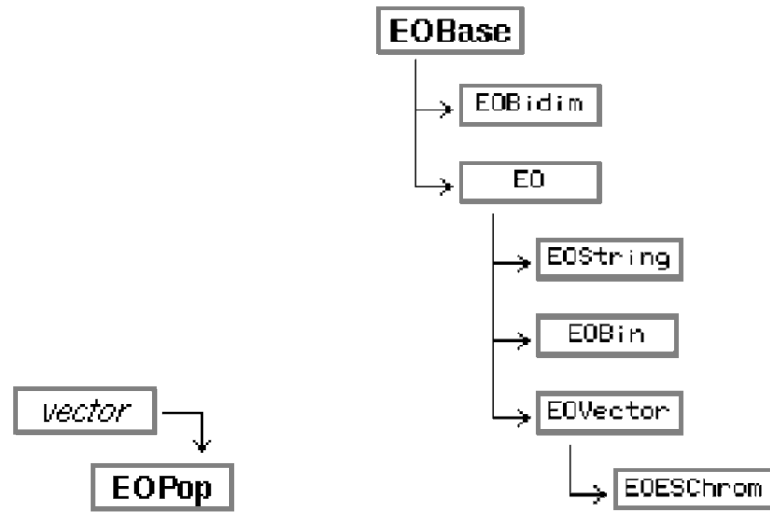 EOBase
EOBidim
EO
EOString
EOBin
vector
EOVector
EOPop
EOESChrom